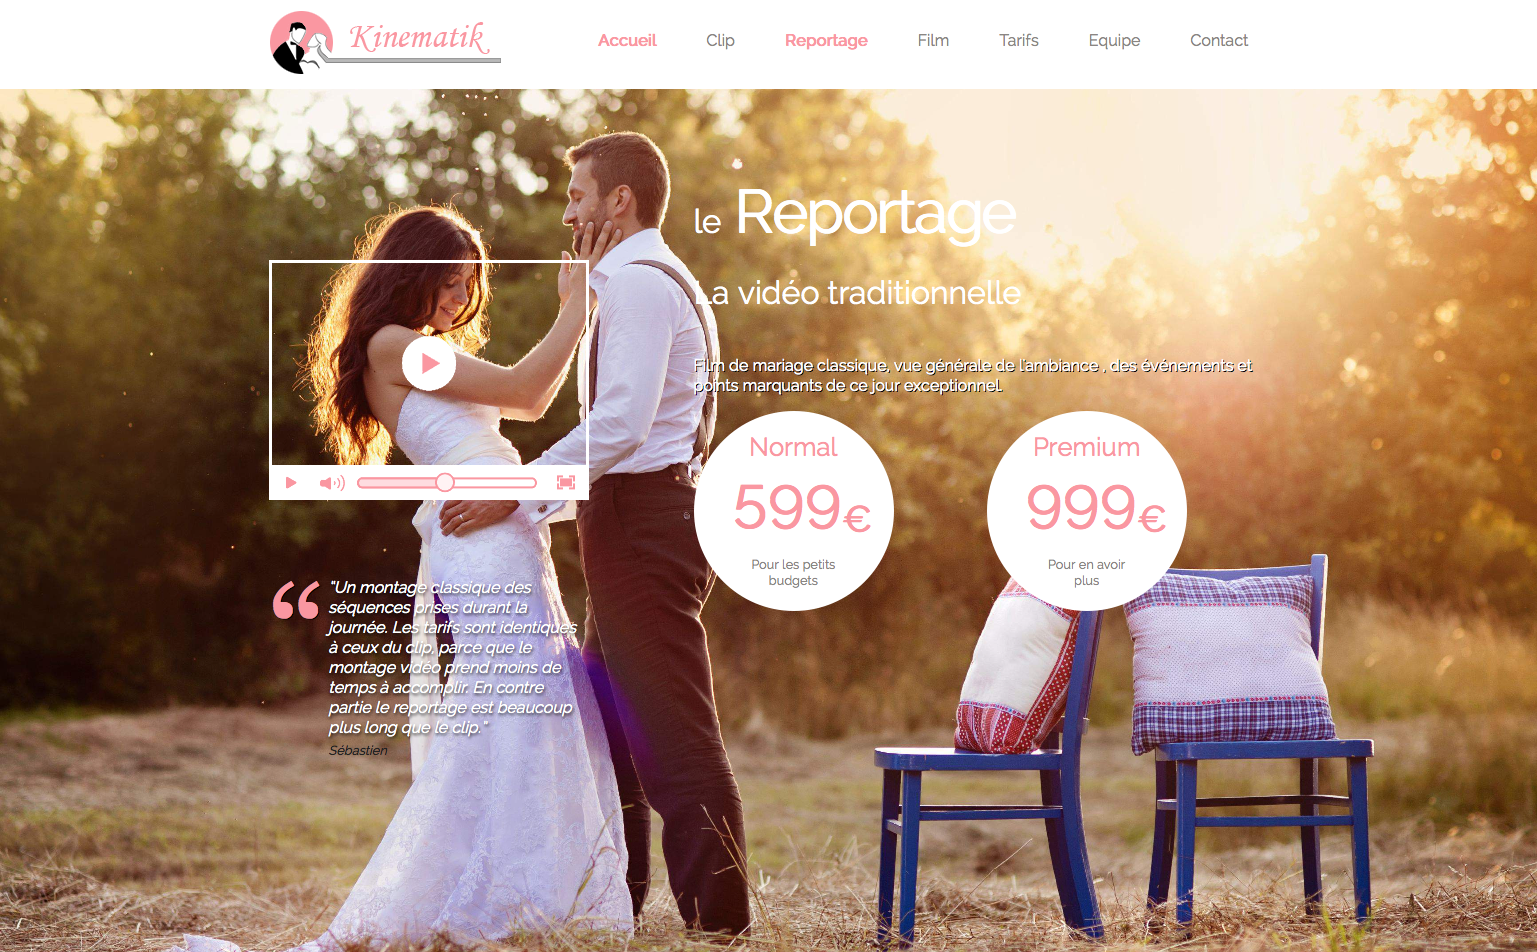 Kinematik
Accueil Clip Reportage Film Tarifs Equipe Contact
le Reportage
La vidéo traditionnelle
Film de mariage classique, vue générale de l'ambiance , des événements et
points marquants de ce jour exceptionnel.
Normal
599€
Pour les petits
budgets
Premium
999€
Pour en avoir
plus
“
"Un montage classique des
séquences prises durant la
journée. Les tarifs sont identiques
à ceux du clip, parce que le
montage vidéo prend moins de
temps à accomplir. En contre
partie le reportage est beaucoup
plus long que le clip."
Sébastien